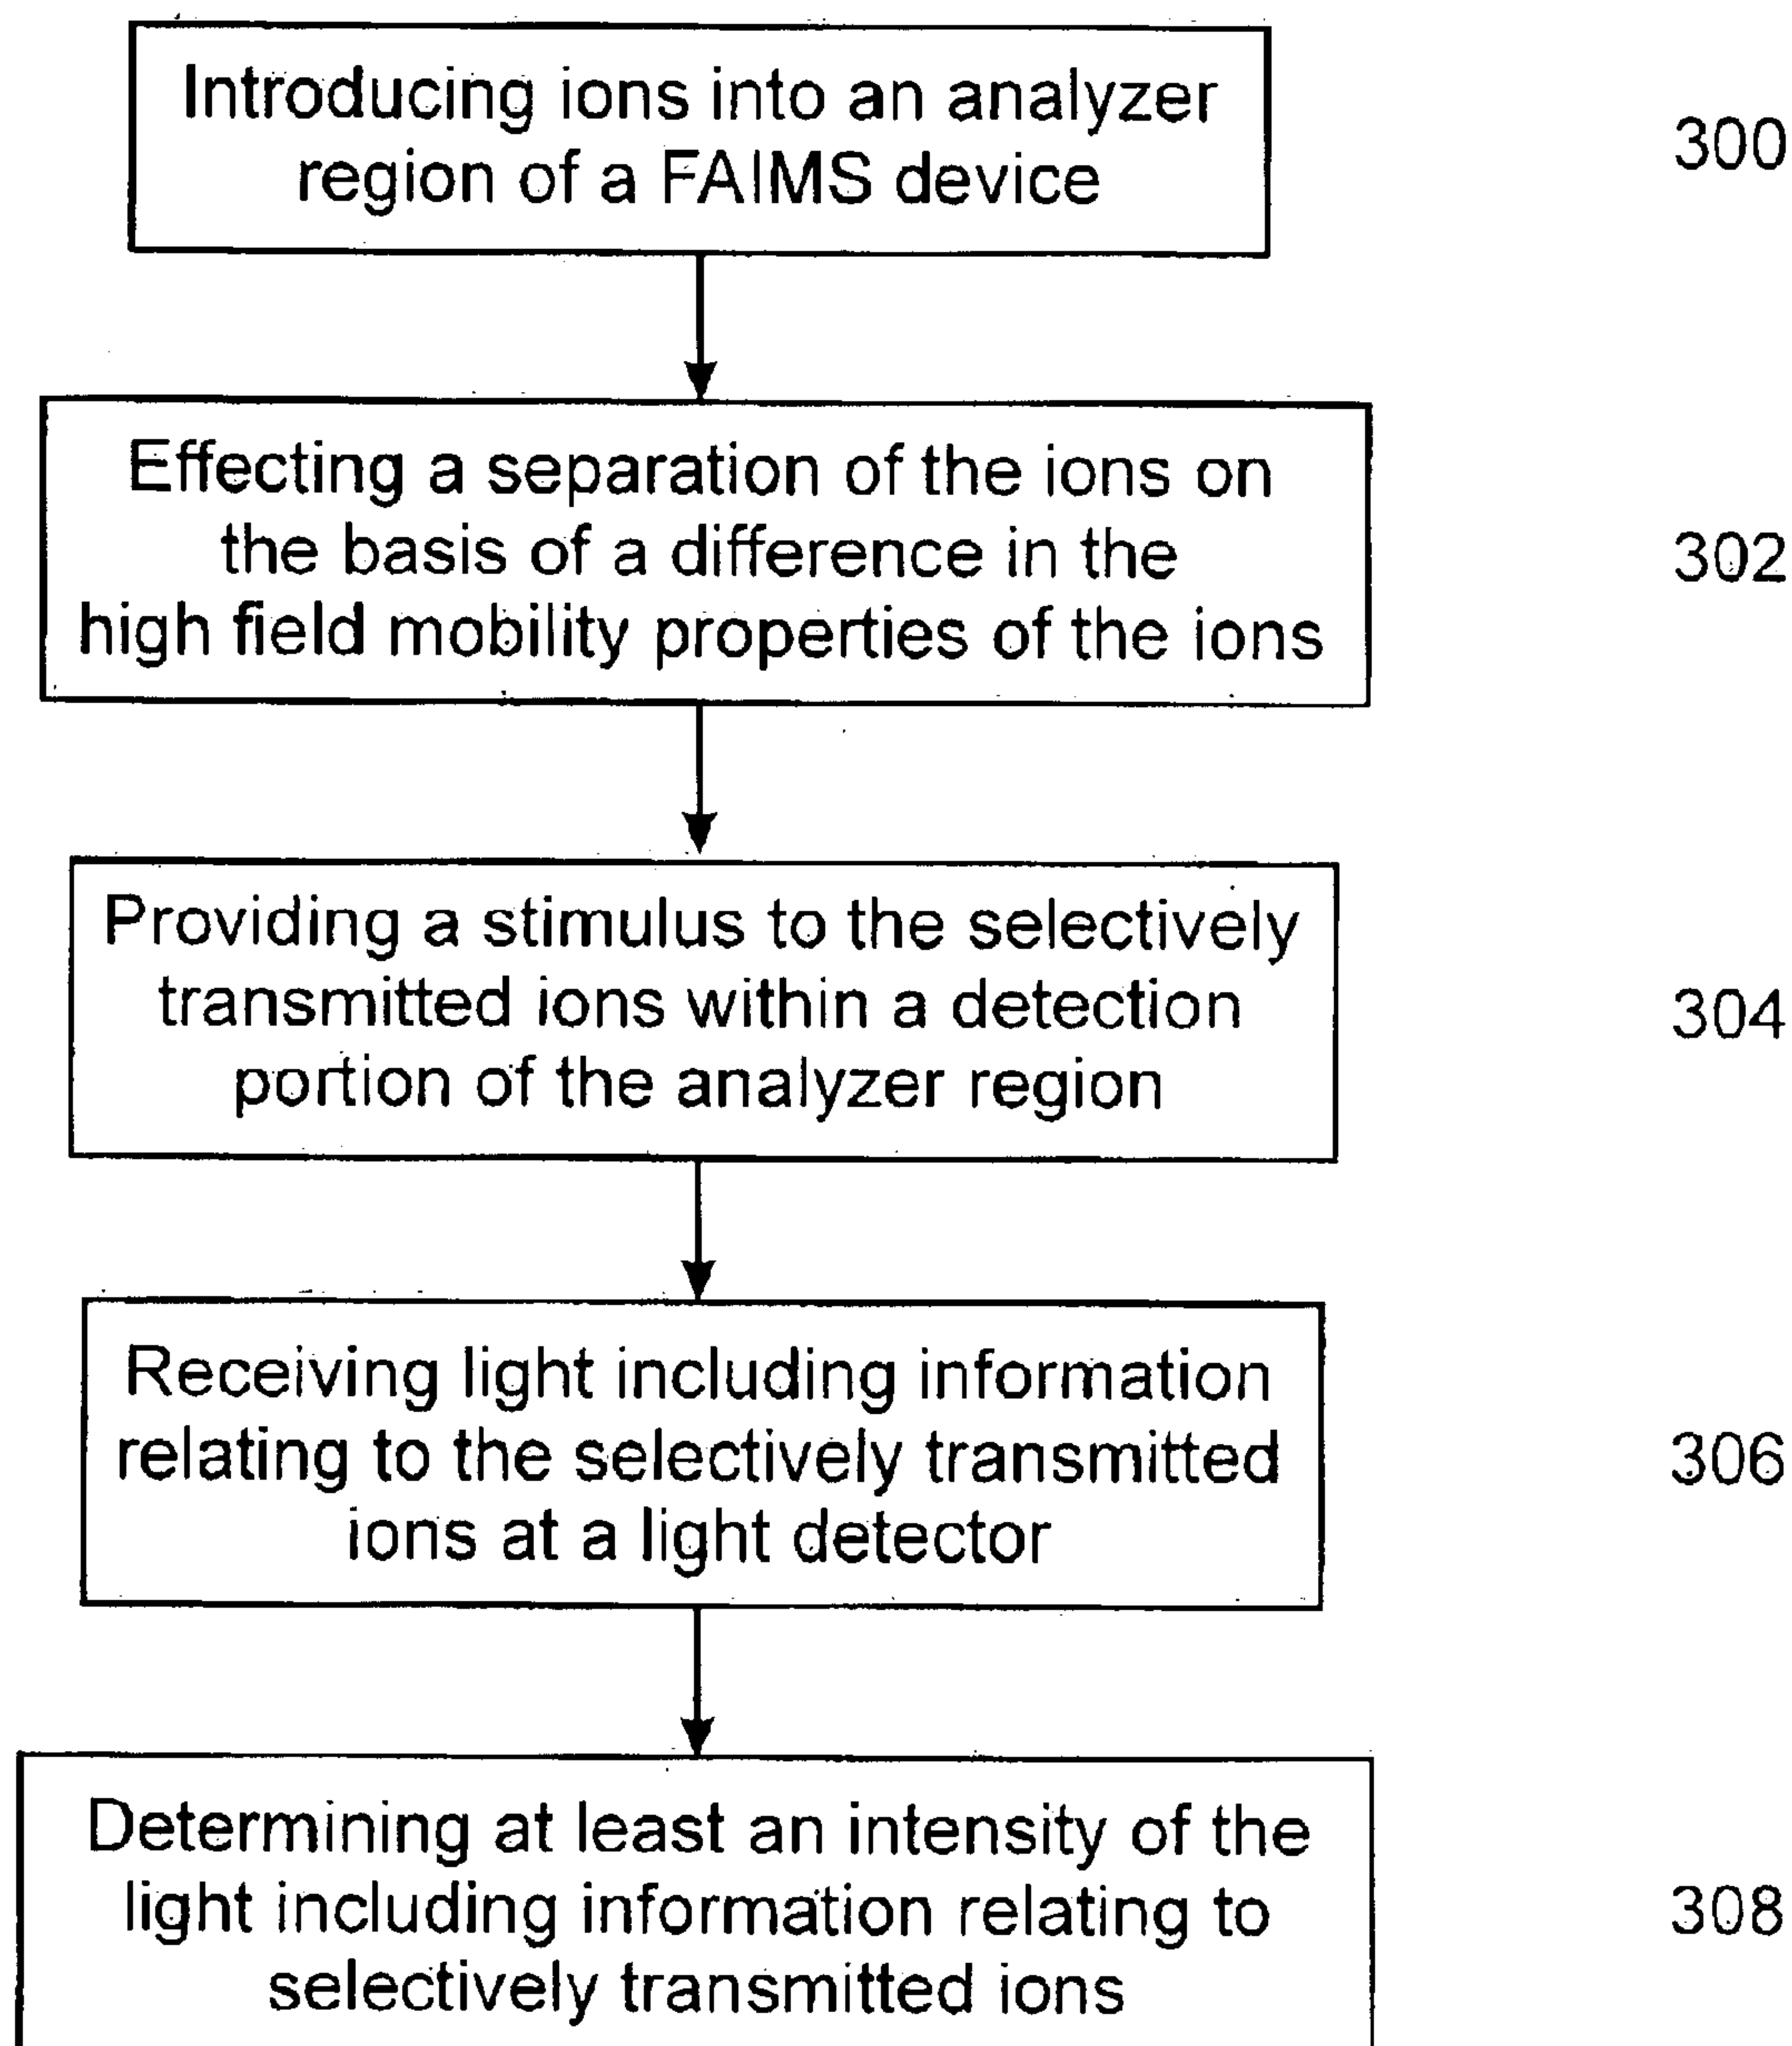 Introducing ions into an analyzer
region of a FAIMS device
300
Effecting a separation of the ions on
the basis of a difference in the
high field mobility properties of the ions
302
Providing a stimulus to the selectively
transmitted ions within a detection
portion of the analyzer region
304
Receiving light including information
relating to the selectively transmitted
ions at a light detector
306
Determining at least an intensity of the
light including information relating to
selectively transmitted ions
308